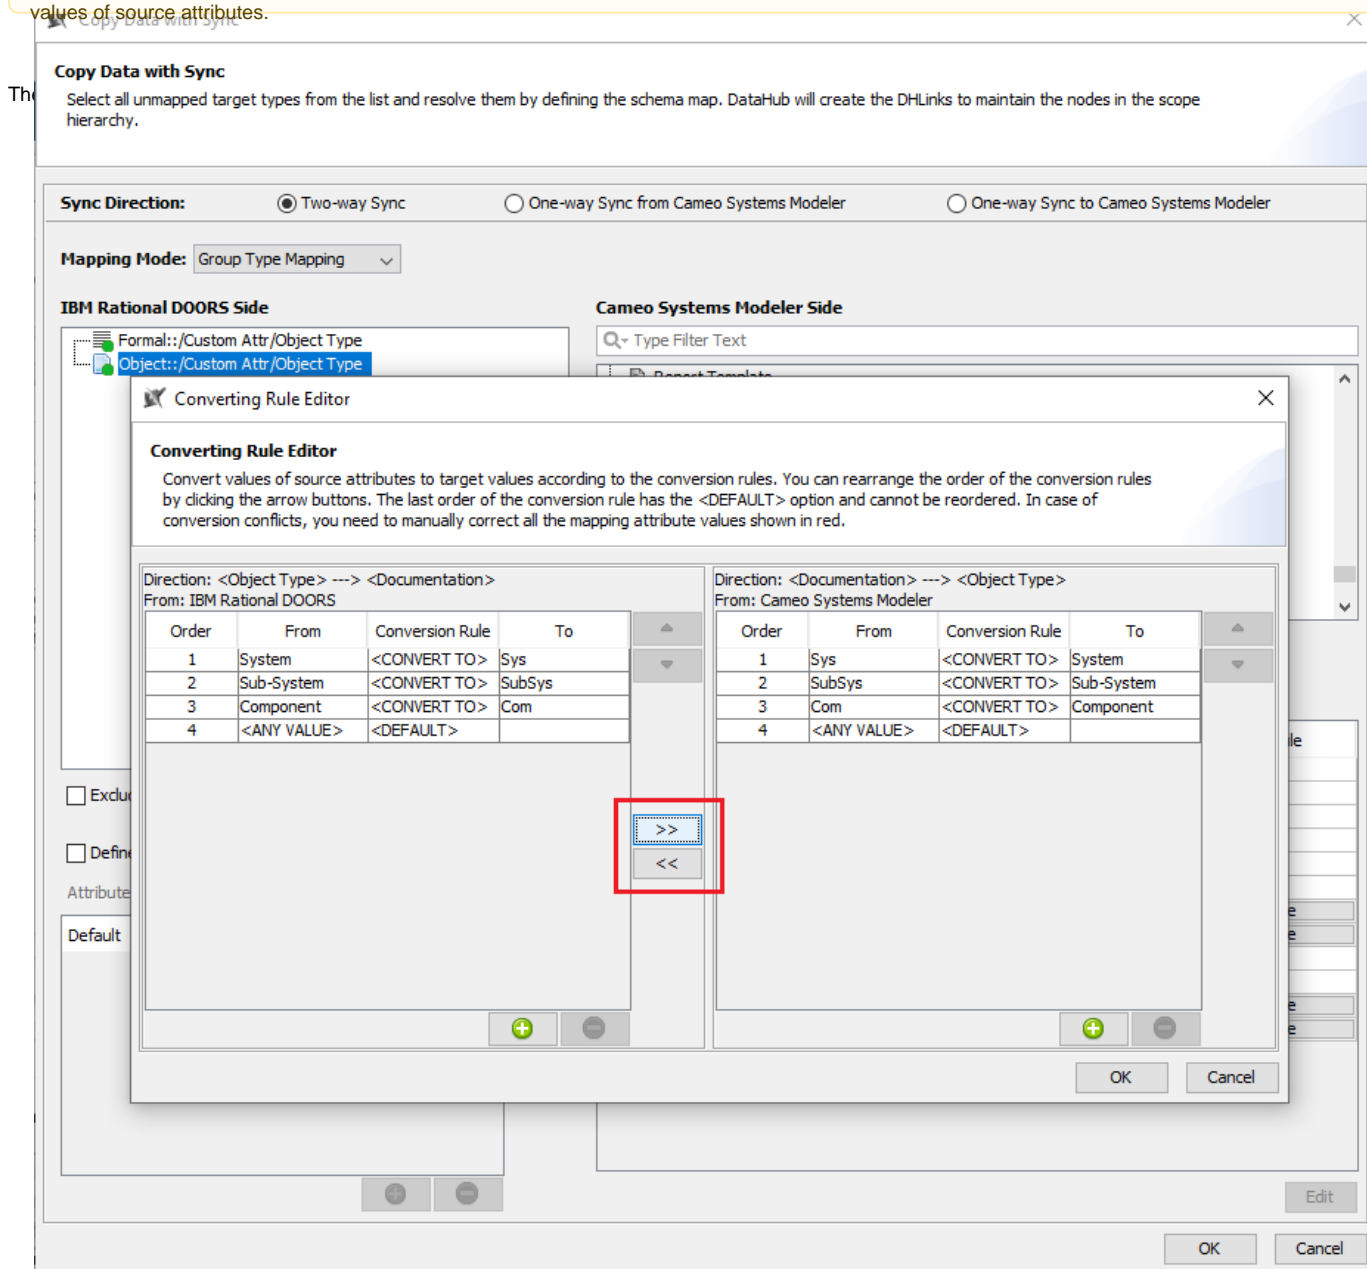 values of source attributes.
Copy Data with Sync
Copy Data with Sync
The
Select all unmapped target types from the list and resolve them by defining the schema map. DataHub will create the DHLinks to maintain the nodes in the scope
hierarchy.
Sync Direction: Two-way Sync One-way Sync from Cameo Systems Modeler One-way Sync to Cameo Systems Modeler
Mapping Mode: Group Type Mapping
IBM Rational DOORS Side Cameo Systems Modeler Side
Formal::/Custom Attr/Object Type Type Filter Text
Object::/Custom Attr/Object Type
Report Template
Converting Rule Editor
Converting Rule Editor
Convert values of source attributes to target values according to the conversion rules. You can rearrange the order of the conversion rules
by clicking the arrow buttons. The last order of the conversion rule has the <DEFAULT> option and cannot be reordered. In case of
conversion conflicts, you need to manually correct all the mapping attribute values shown in red.
Direction: <Object Type> ---> <Documentation>
From: IBM Rational DOORS
Order From Conversion Rule To
1 System <CONVERT TO> Sys
2 Sub-System <CONVERT TO> SubSys
3 Component <CONVERT TO> Com
4 <ANY VALUE> <DEFAULT>
Direction: <Documentation> ---> <Object Type>
From: Cameo Systems Modeler
Order From Conversion Rule To
1 Sys <CONVERT TO> System
2 SubSys <CONVERT TO> Sub-System
3 Com <CONVERT TO> Component
4 <ANY VALUE> <DEFAULT>
>>
<<
OK Cancel
Exclu
Define
Attribute
Default
le
e
e
e
e
Edit
OK Cancel